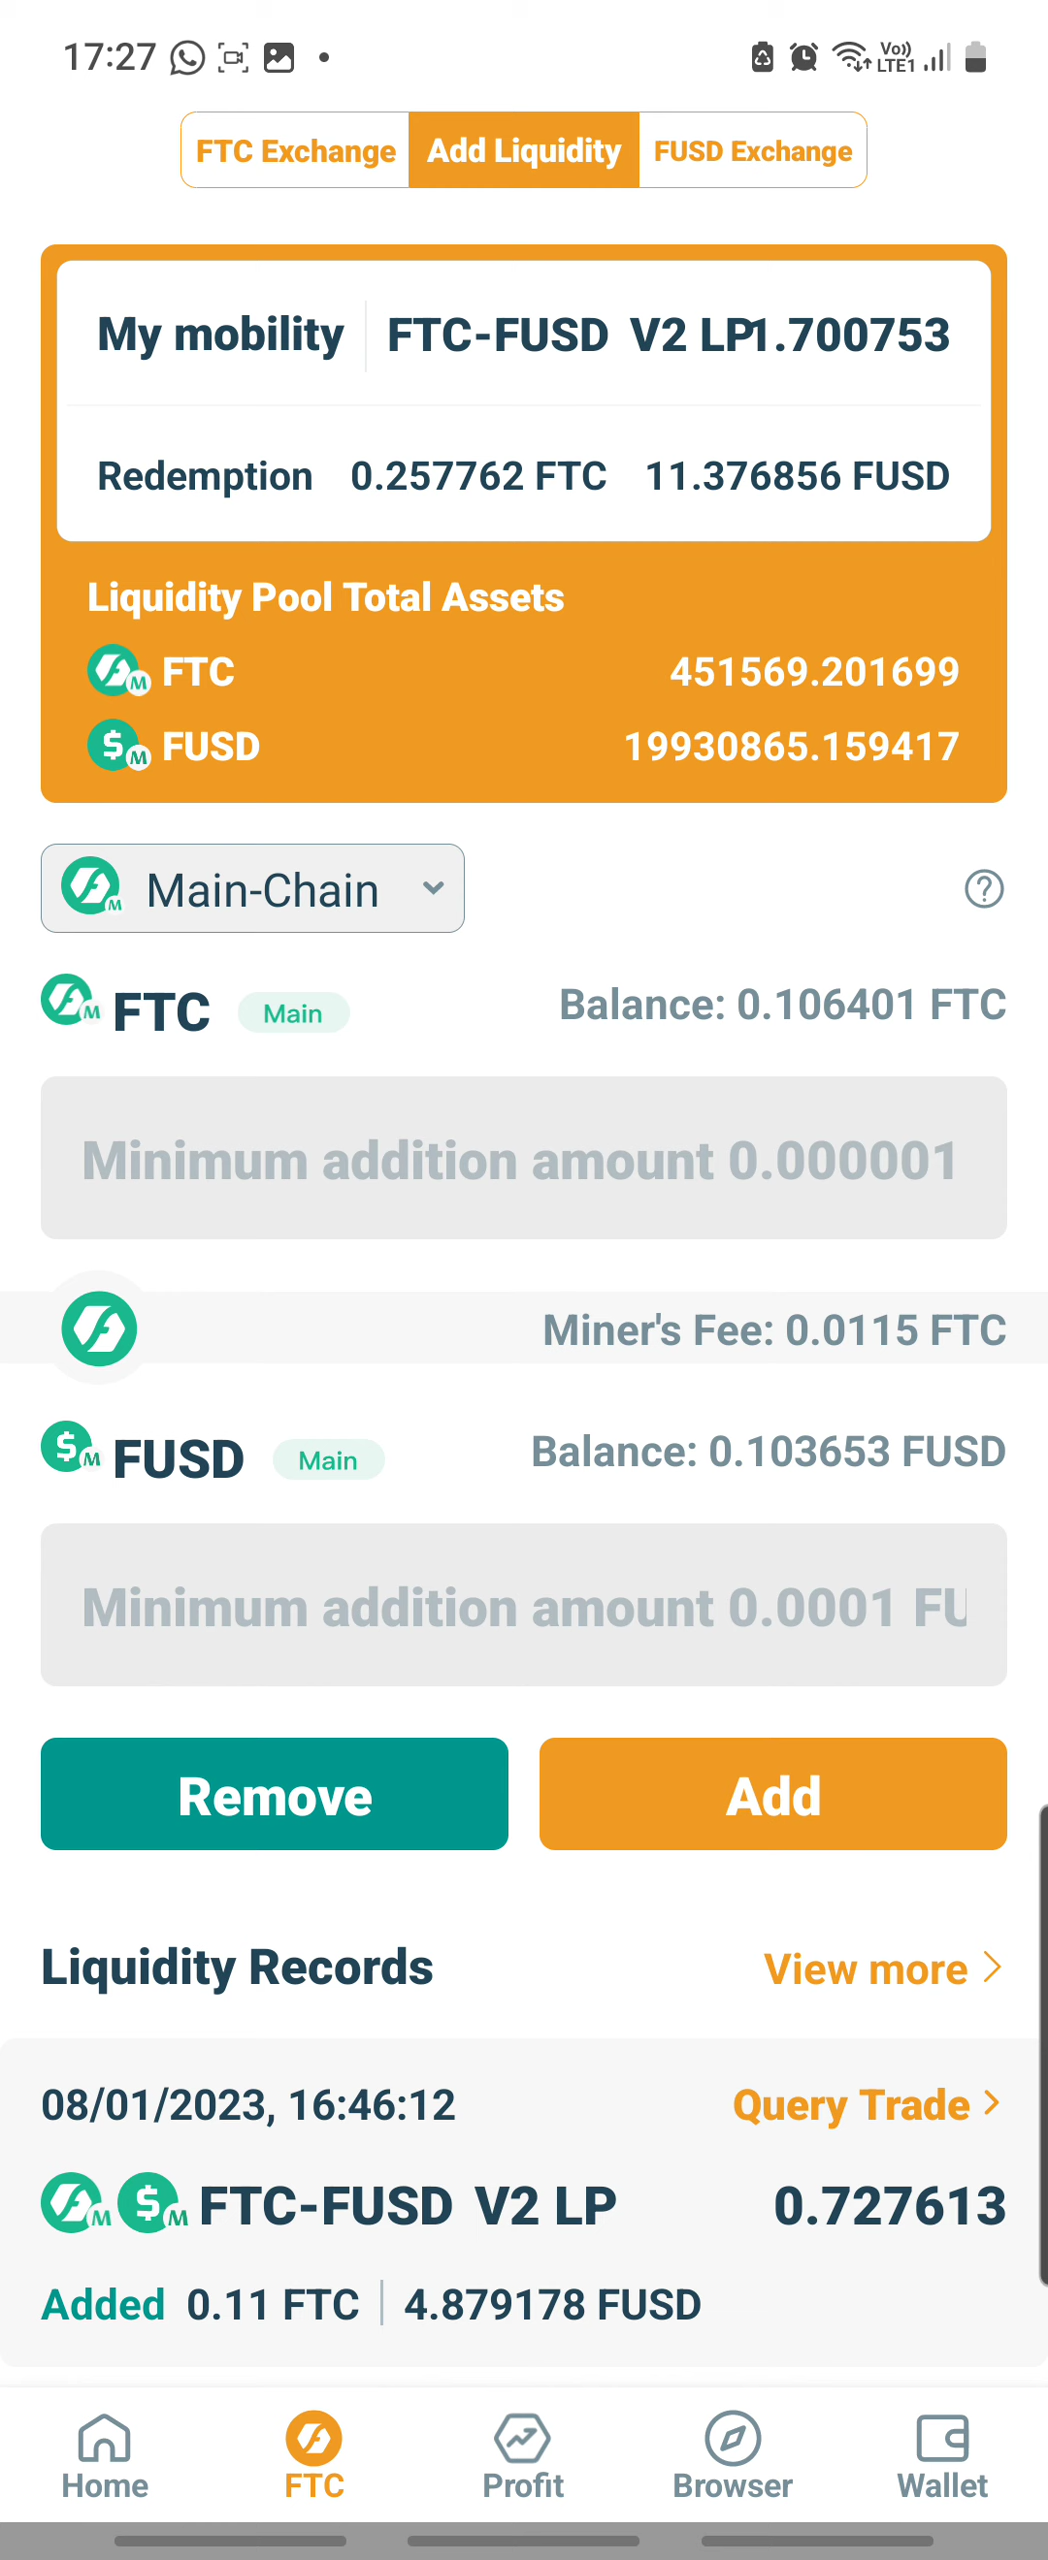 17:27 Vo)) LTE1
FTC Exchange Add Liquidity FUSD Exchange
My mobility FTC-FUSD V2 LP1.700753
Redemption 0.257762 FTC 11.376856 FUSD
Liquidity Pool Total Assets
M FTC 451569.201699
$ M FUSD 19930865.159417
M Main-Chain ?
M FTC Main Balance: 0.106401 FTC
Minimum addition amount 0.000001
Miner's Fee: 0.0115 FTC
$ M FUSD Main Balance: 0.103653 FUSD
Minimum addition amount 0.0001 FU
Remove Add
Liquidity Records View more >
08/01/2023, 16:46:12 Query Trade >
M $ M FTC-FUSD V2 LP 0.727613
Added 0.11 FTC | 4.879178 FUSD
Home FTC Profit Browser Wallet